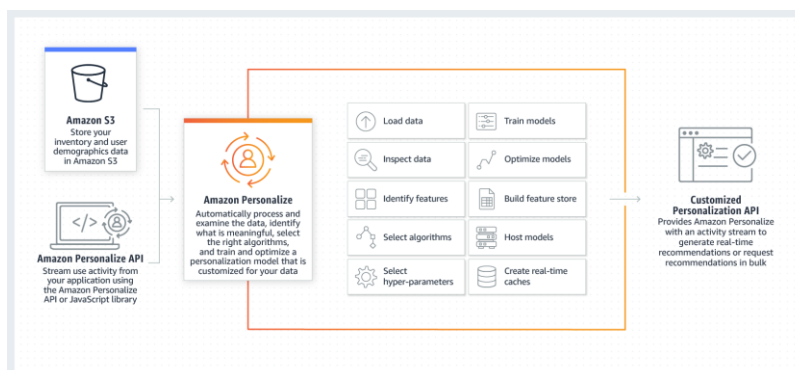 Amazon S3
Store your
inventory and user
demographics data
in Amazon S3
</>
Amazon Personalize API
Stream use activity from
your application using
the Amazon Personalize
API or JavaScript library
Amazon Personalize
Automatically process and
examine the data, identify
what is meaningful, select
the right algorithms,
and train and optimize a
personalization model that is
customized for your data
Load data
Train models
Inspect data
Optimize models
Identify features
Build feature store
Select algorithms
Host models
Select
hyper-parameters
Create real-time
caches
Customized
Personalization API
Provides Amazon Personalize
with an activity stream to
generate real-time
recommendations or request
recommendations in bulk